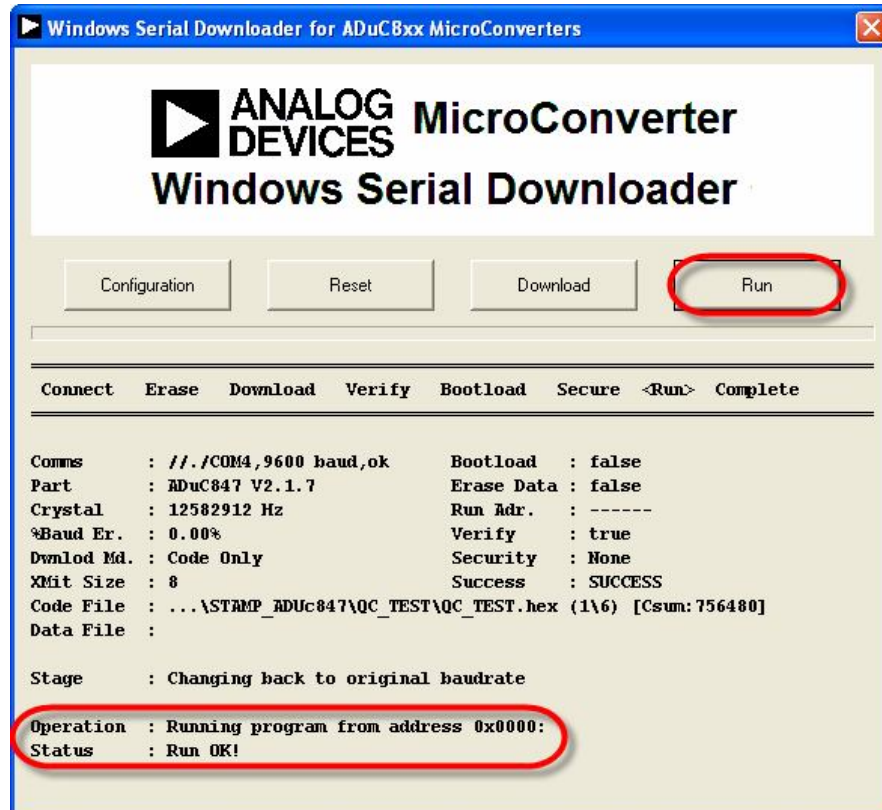 Windows Serial Downloader for ADuC8xx MicroConverters
ANALOG DEVICES MicroConverter
Windows Serial Downloader
Configuration Reset Download Run
Connect Erase Download Verify Bootload Secure <Run> Complete
Comms : //./COM4,9600 baud,ok Bootload : false
Part : ADuC847 V2.1.7 Erase Data : false
Crystal : 12582912 Hz Run Adr. : ------
%Baud Er. : 0.00% Verify : true
Dwnlod Md. : Code Only Security : None
XMit Size : 8 Success : SUCCESS
Code File : ...\STAMP_ADUc847\QC_TEST\QC_TEST.hex (1\6) [Csum:756480]
Data File :
Stage : Changing back to original baudrate
Operation : Running program from address 0x0000:
Status : Run OK!